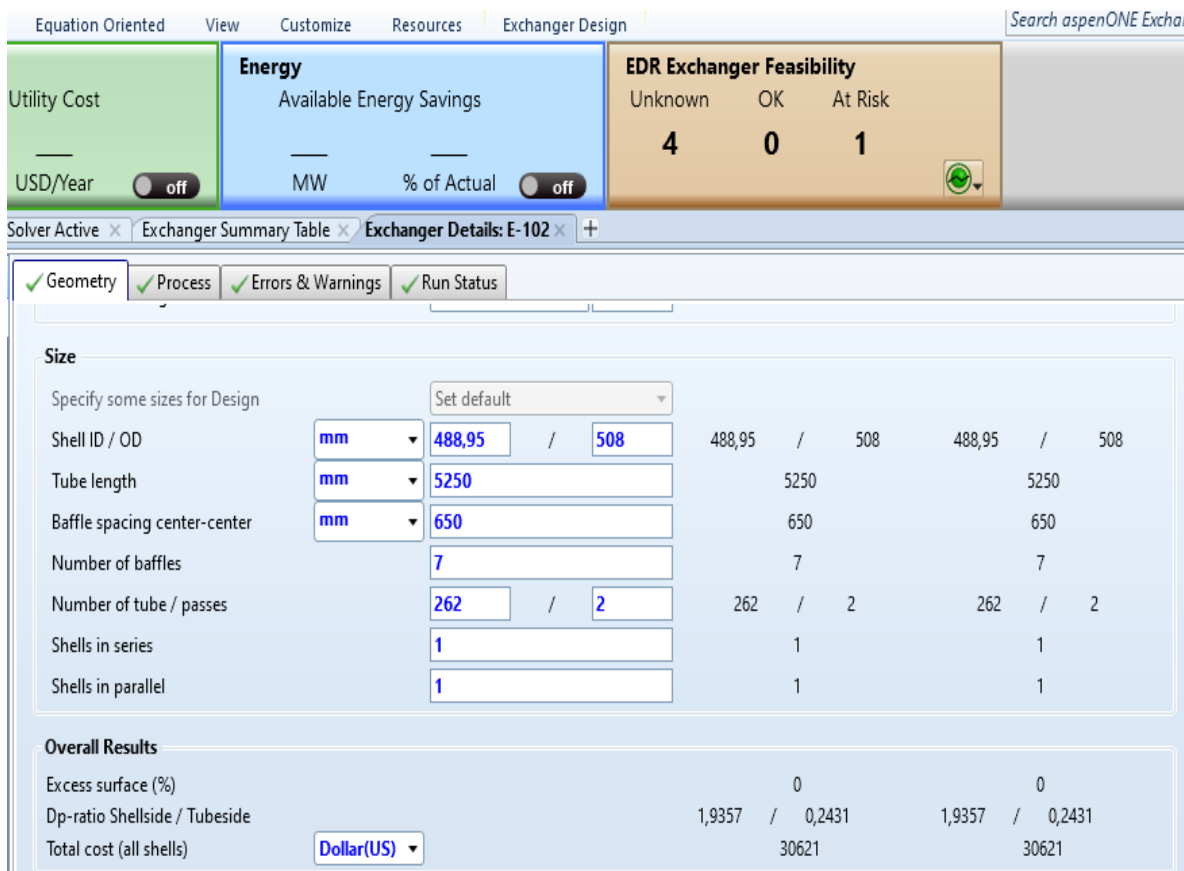 Equation Oriented View Customize Resources Exchanger Design Search aspenONE Exchar
Utility Cost
USD/Year off
Energy
Available Energy Savings
MW % of Actual off
EDR Exchanger Feasibility
Unknown OK At Risk
4 0 1
Solver Active × Exchanger Summary Table × Exchanger Details: E-102 × +
Geometry Process Errors & Warnings Run Status
Size
Specify some sizes for Design Set default
Shell ID / OD mm 488,95 / 508 488,95 / 508 488,95 / 508
Tube length mm 5250 5250 5250
Baffle spacing center-center mm 650 650 650
Number of baffles 7 7 7
Number of tube / passes 262 / 2 262 / 2 262 / 2
Shells in series 1 1 1
Shells in parallel 1 1 1
Overall Results
Excess surface (%) 0 0
Dp-ratio Shellside / Tubeside 1,9357 / 0,2431 1,9357 / 0,2431
Total cost (all shells) Dollar(US) 30621 30621